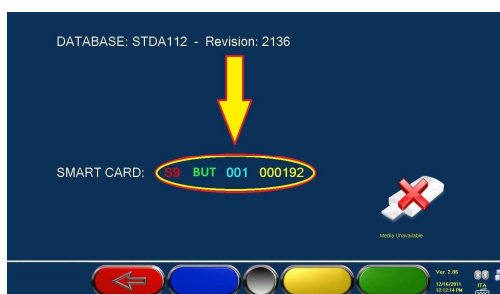 DATABASE: STDA112 - Revision: 2136
SMART CARD: S9 BUT 001 000192
Media Unavailable
Ver. 2.86
12/16/2011
12:12:14 PM
ITA